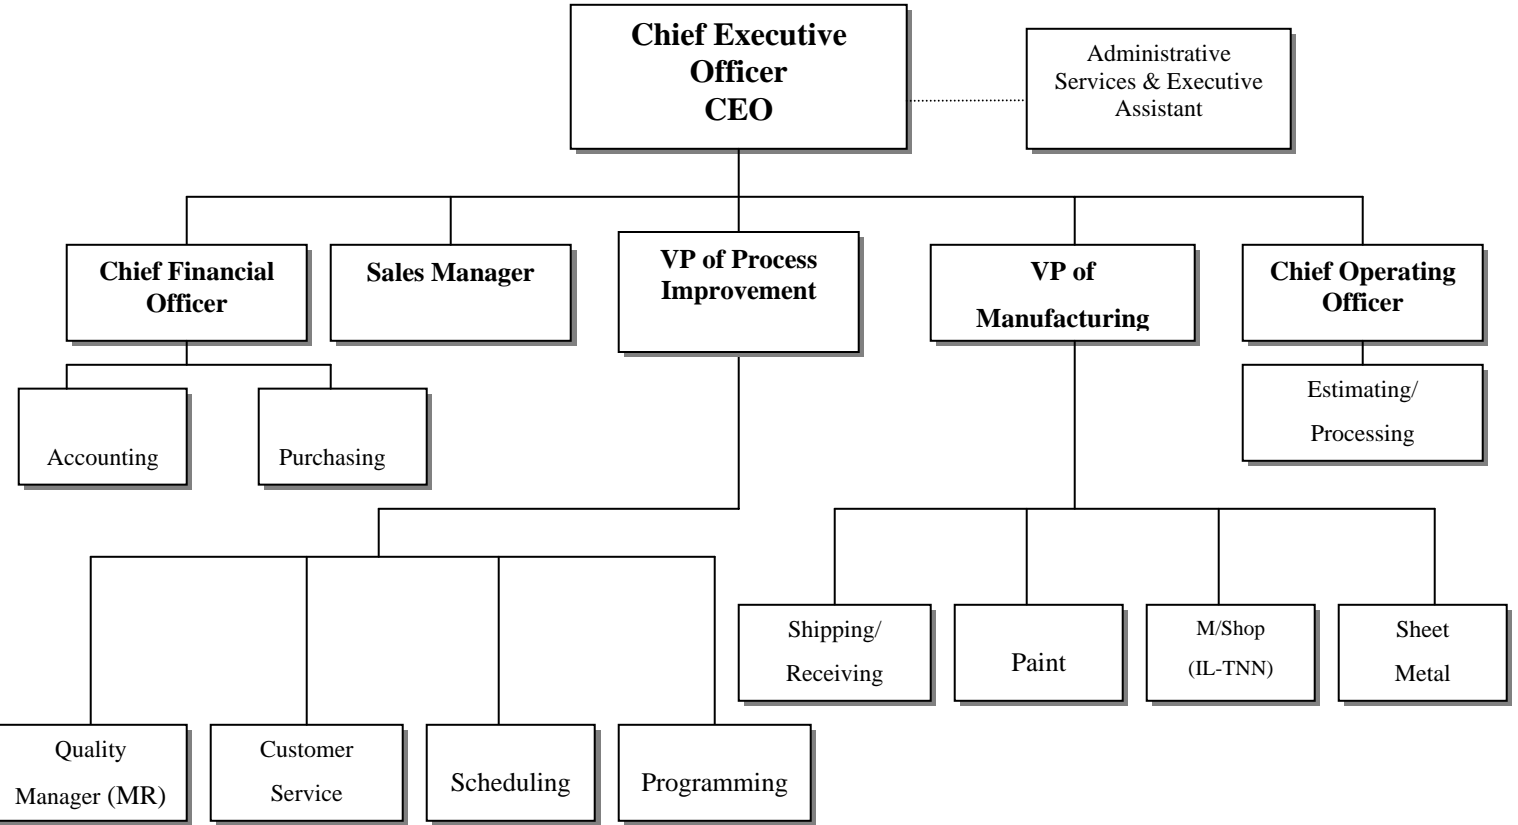 Chief Executive
Officer
CEO
Administrative
Services & Executive
Assistant
Chief Financial
Officer
Sales Manager
VP of Process
Improvement
VP of
Manufacturing
Chief Operating
Officer
Accounting
Purchasing
Estimating/
Processing
Shipping/
Receiving
Paint
M/Shop
(IL-TNN)
Sheet
Metal
Quality
Manager (MR)
Customer
Service
Scheduling
Programming